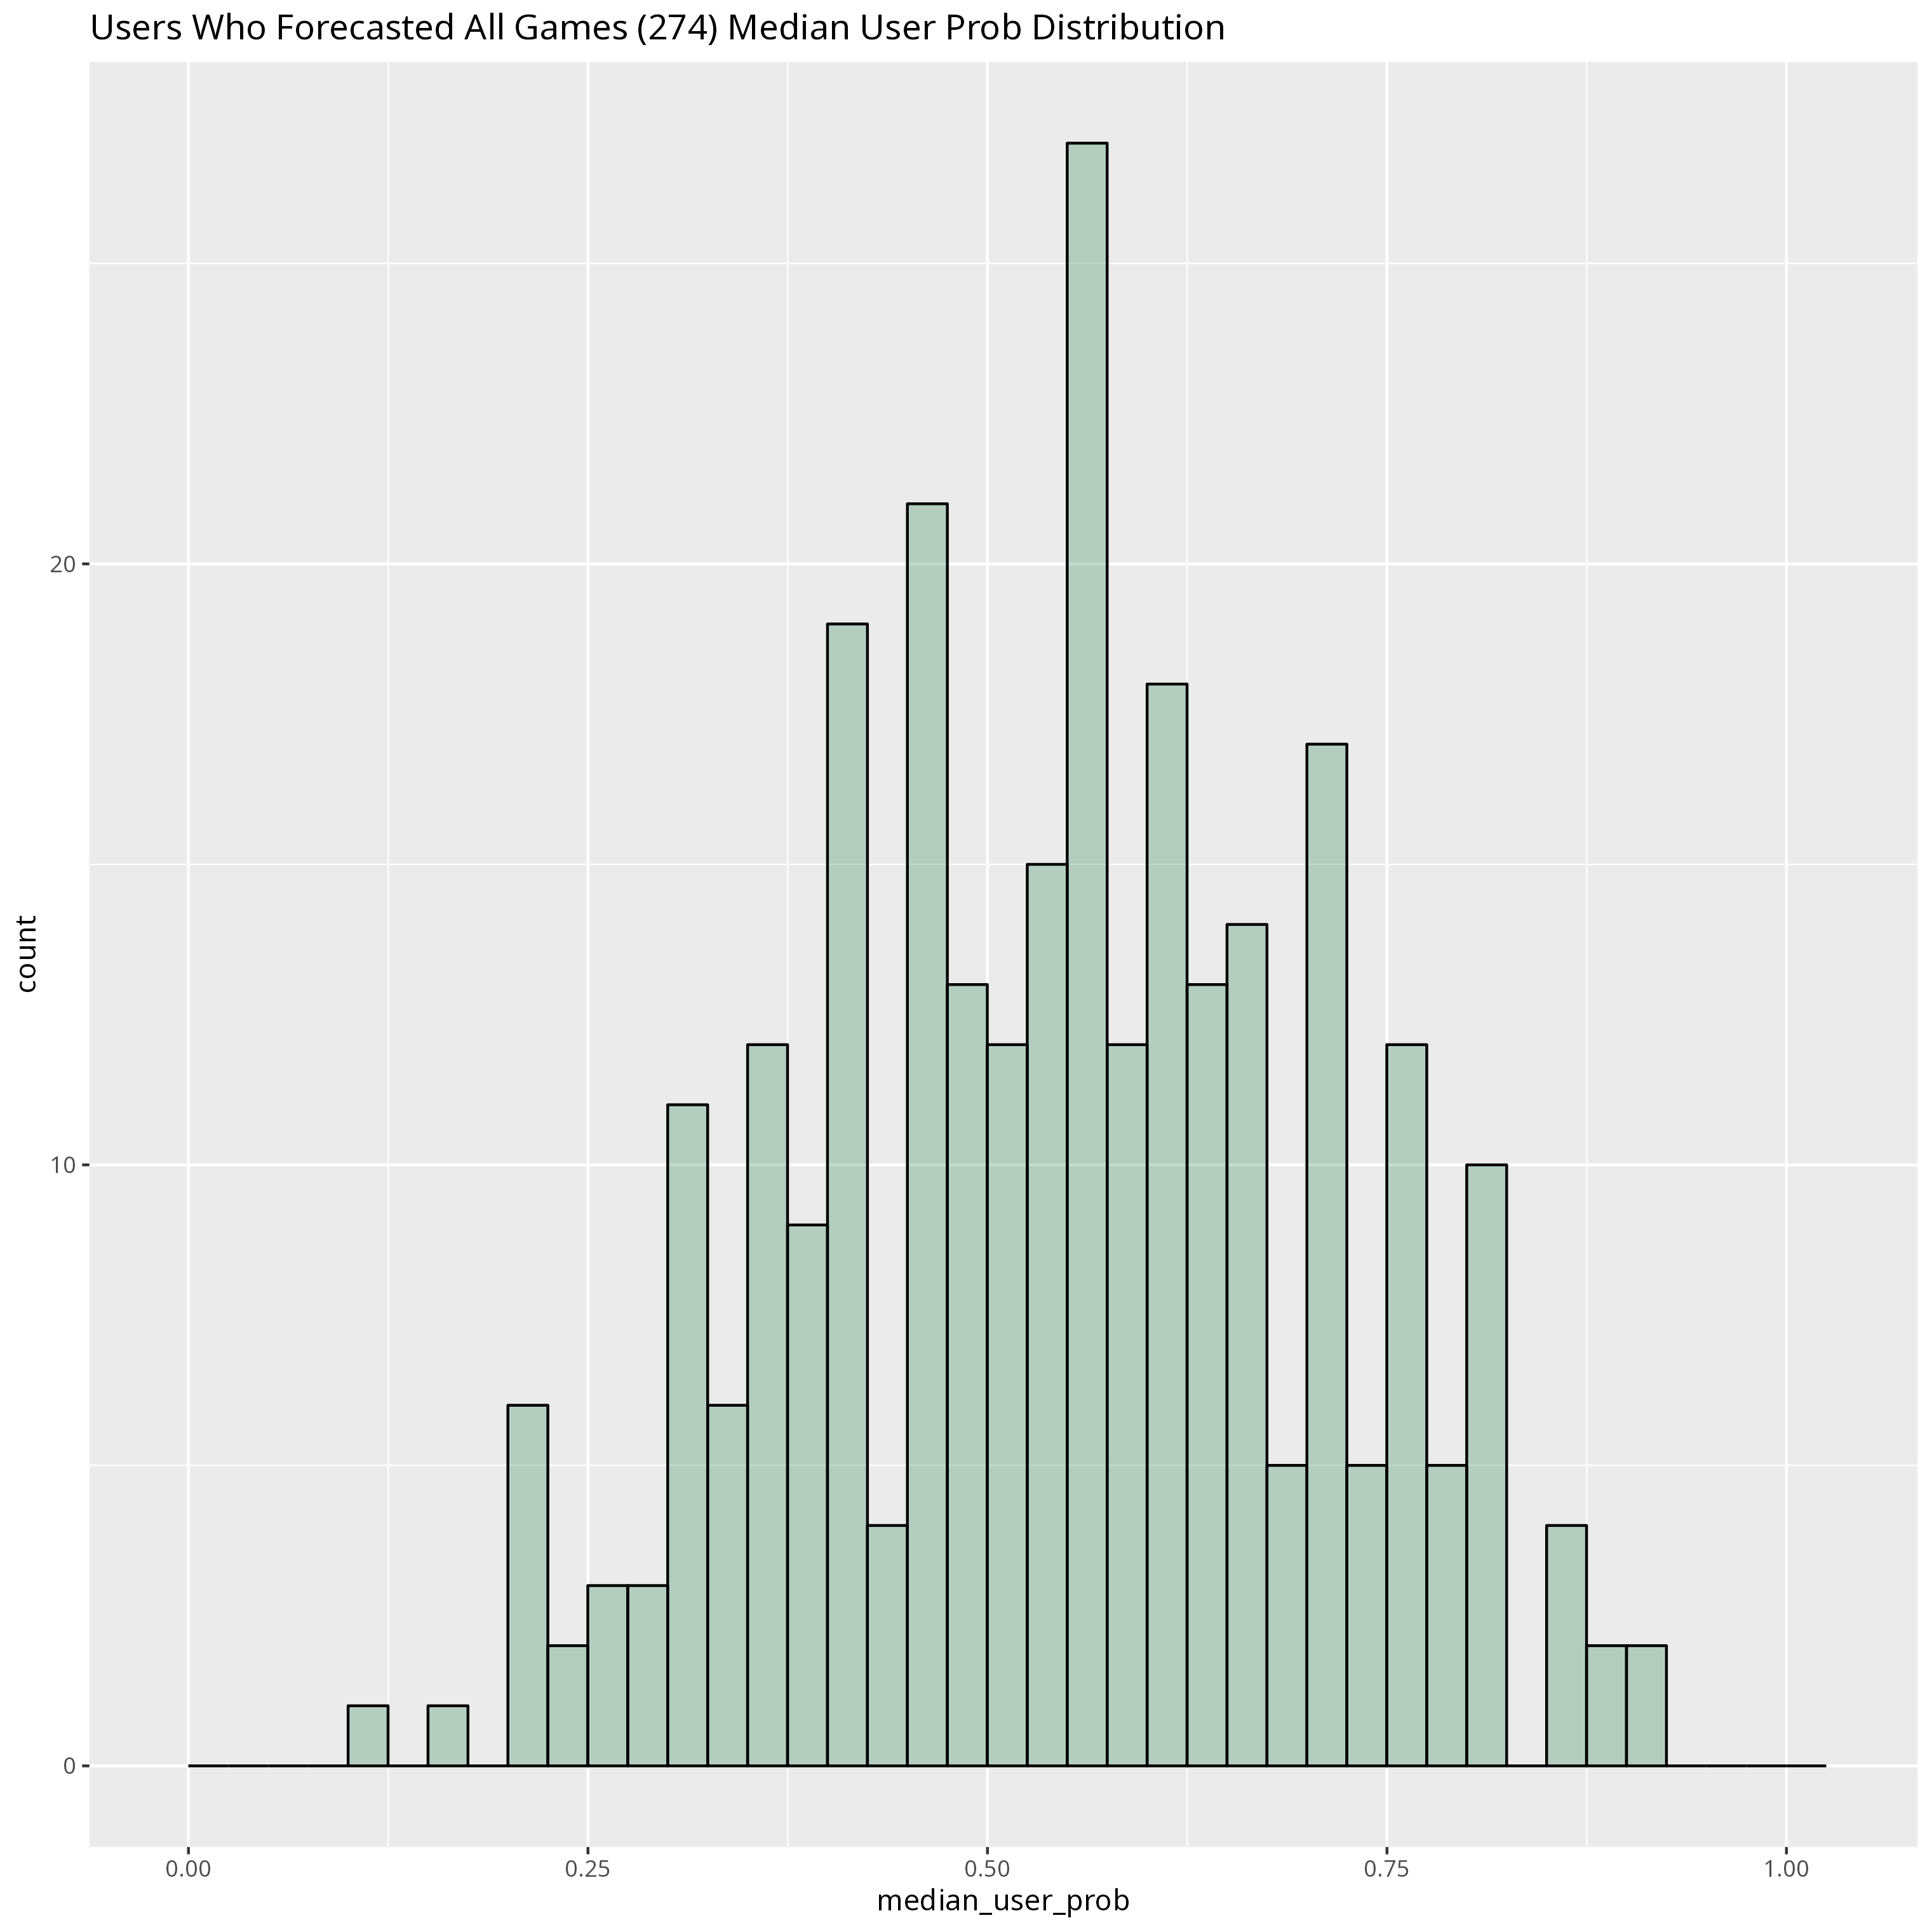 Users Who Forecasted All Games (274) Median User Prob Distribution
count
20
10
0
0.00 0.25 0.50 0.75 1.00
median_user_prob